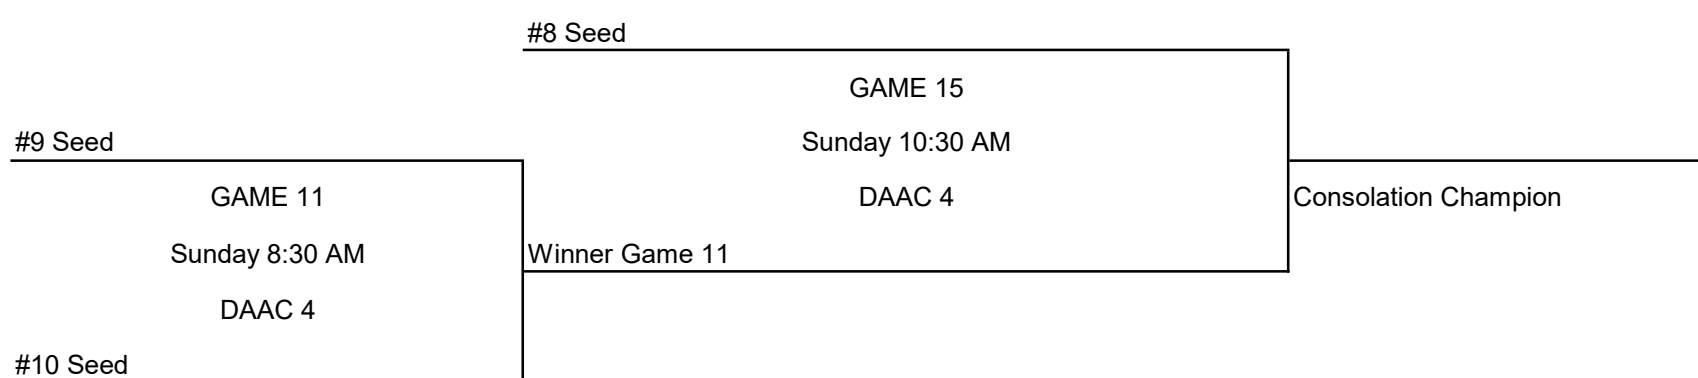 #8 Seed
GAME 15
#9 Seed
Sunday 10:30 AM
GAME 11
DAAC 4
Consolation Champion
Sunday 8:30 AM
Winner Game 11
DAAC 4
#10 Seed